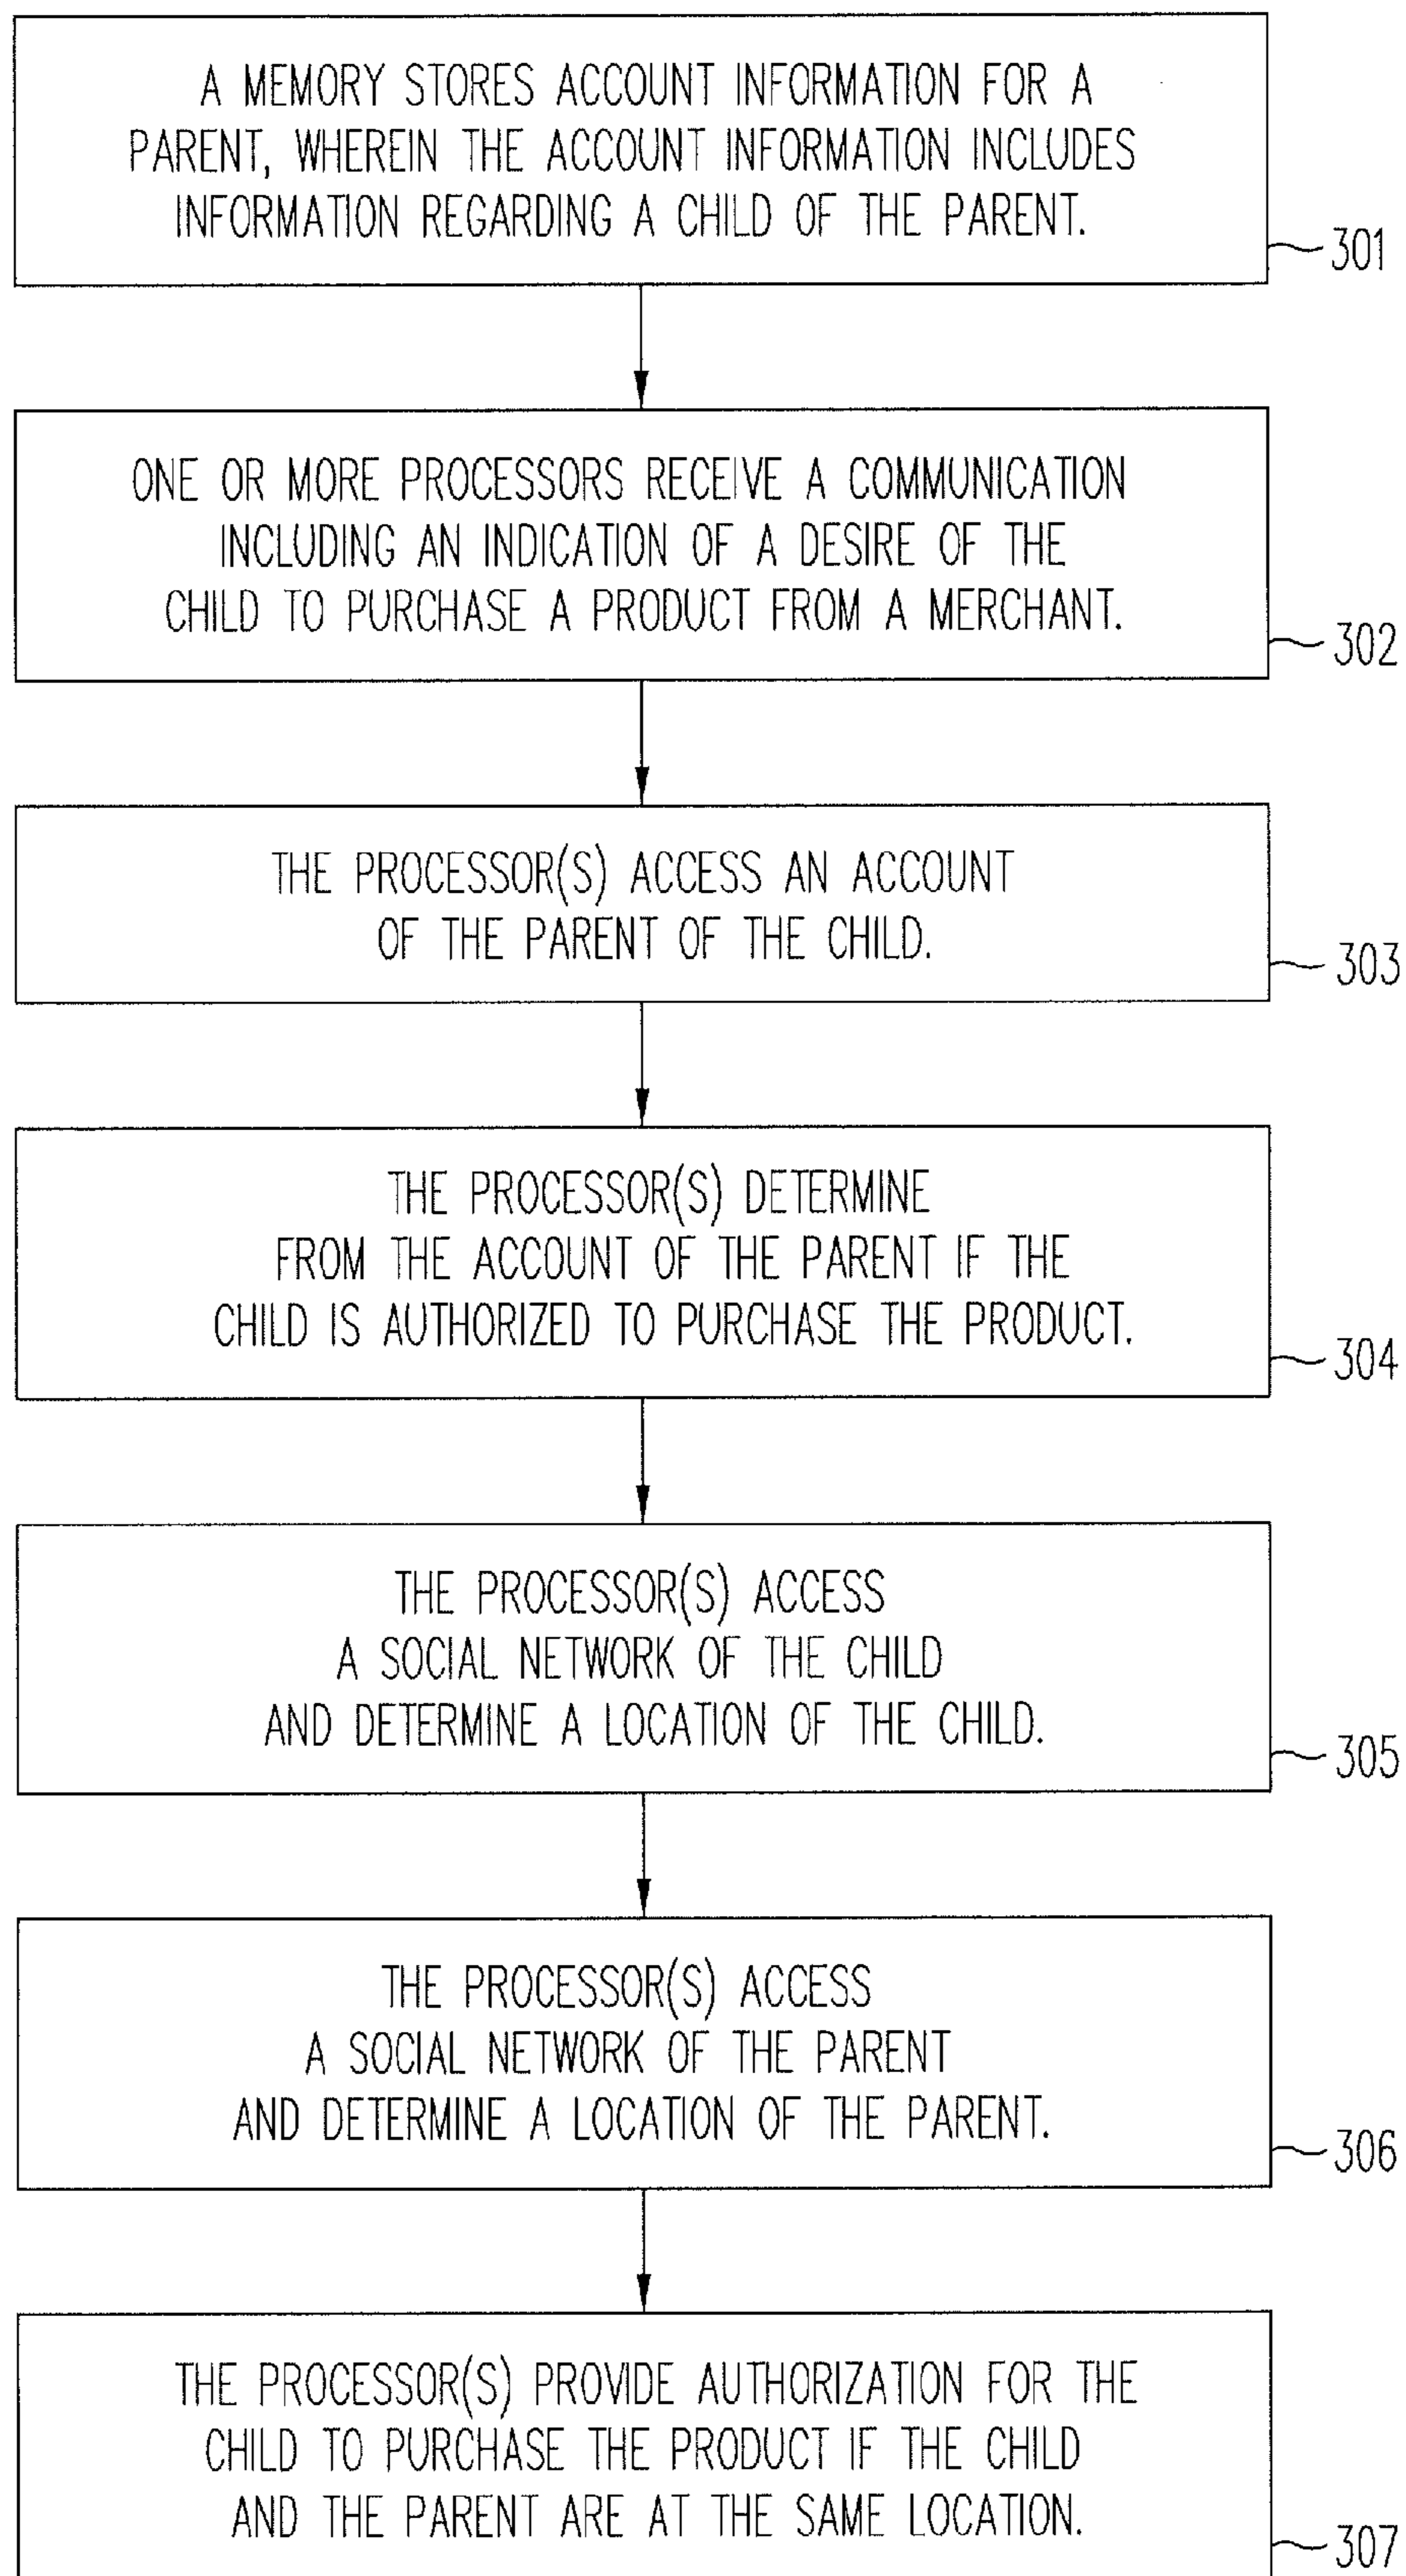 A MEMORY STORES ACCOUNT INFORMATION FOR A
PARENT, WHEREIN THE ACCOUNT INFORMATION INCLUDES
INFORMATION REGARDING A CHILD OF THE PARENT.
301
ONE OR MORE PROCESSORS RECEIVE A COMMUNICATION
INCLUDING AN INDICATION OF A DESIRE OF THE
CHILD TO PURCHASE A PRODUCT FROM A MERCHANT.
302
THE PROCESSOR(S) ACCESS AN ACCOUNT
OF THE PARENT OF THE CHILD.
303
THE PROCESSOR(S) DETERMINE
FROM THE ACCOUNT OF THE PARENT IF THE
CHILD IS AUTHORIZED TO PURCHASE THE PRODUCT.
304
THE PROCESSOR(S) ACCESS
A SOCIAL NETWORK OF THE CHILD
AND DETERMINE A LOCATION OF THE CHILD.
305
THE PROCESSOR(S) ACCESS
A SOCIAL NETWORK OF THE PARENT
AND DETERMINE A LOCATION OF THE PARENT.
306
THE PROCESSOR(S) PROVIDE AUTHORIZATION FOR THE
CHILD TO PURCHASE THE PRODUCT IF THE CHILD
AND THE PARENT ARE AT THE SAME LOCATION.
307